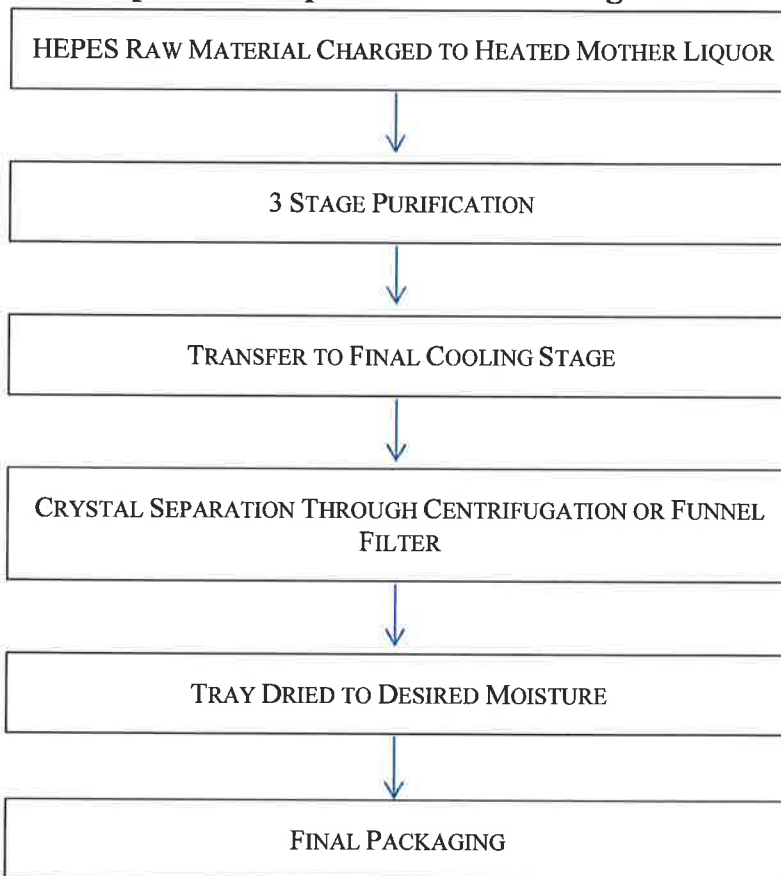 HEPES RAW MATERIAL CHARGED TO HEATED MOTHER LIQUOR
3 STAGE PURIFICATION
TRANSFER TO FINAL COOLING STAGE
CRYSTAL SEPARATION THROUGH CENTRIFUGATION OR FUNNEL
FILTER
TRAY DRIED TO DESIRED MOISTURE
FINAL PACKAGING